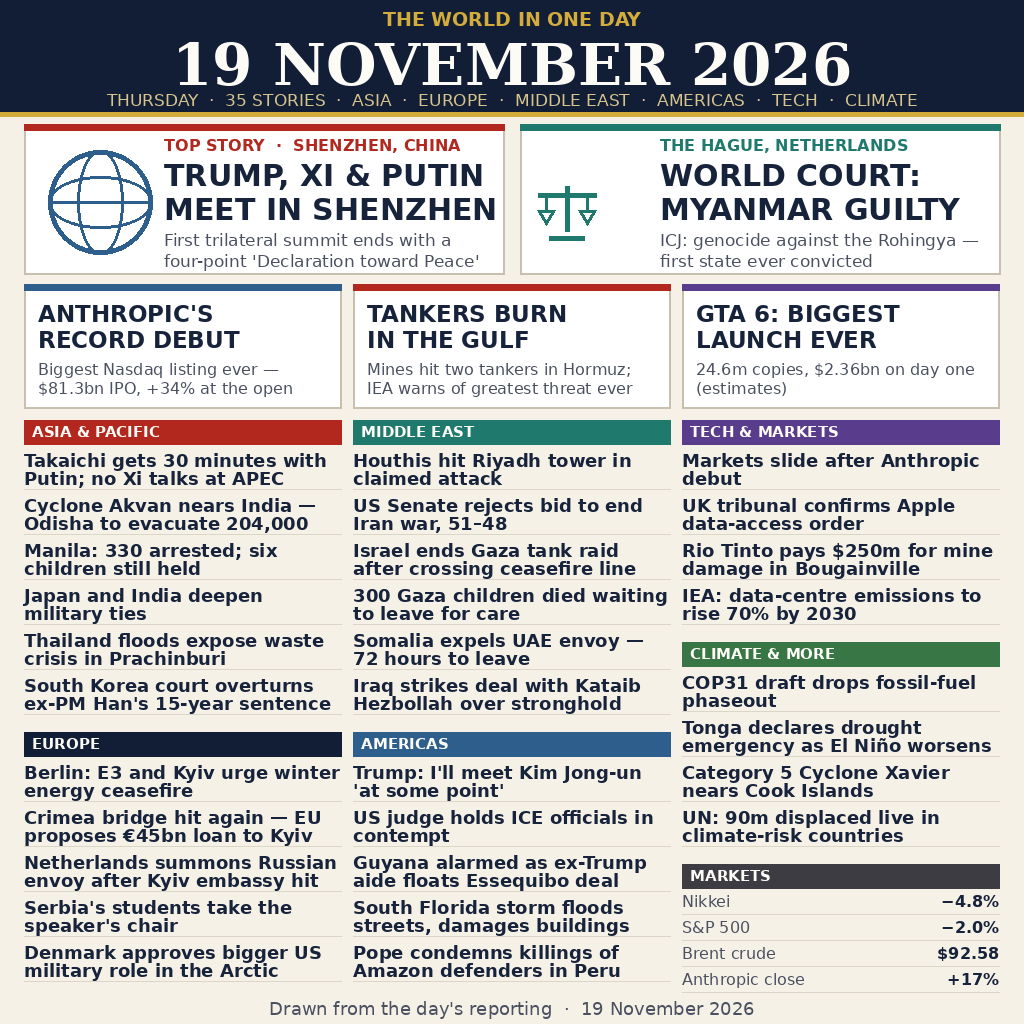 THE WORLD IN ONE DAY
19 NOVEMBER 2026
THURSDAY · 35 STORIES · ASIA · EUROPE · MIDDLE EAST · AMERICAS · TECH · CLIMATE
TOP STORY · SHENZHEN, CHINA
TRUMP, XI & PUTIN
MEET IN SHENZHEN
First trilateral summit ends with a
four-point 'Declaration toward Peace'
THE HAGUE, NETHERLANDS
WORLD COURT:
MYANMAR GUILTY
ICJ: genocide against the Rohingya —
first state ever convicted
ANTHROPIC'S
RECORD DEBUT
Biggest Nasdaq listing ever —
$81.3bn IPO, +34% at the open
TANKERS BURN
IN THE GULF
Mines hit two tankers in Hormuz;
IEA warns of greatest threat ever
GTA 6: BIGGEST
LAUNCH EVER
24.6m copies, $2.36bn on day one
(estimates)
ASIA & PACIFIC
Takaichi gets 30 minutes with
Putin; no Xi talks at APEC
Cyclone Akvan nears India —
Odisha to evacuate 204,000
Manila: 330 arrested; six
children still held
Japan and India deepen
military ties
Thailand floods expose waste
crisis in Prachinburi
South Korea court overturns
ex-PM Han's 15-year sentence
EUROPE
Berlin: E3 and Kyiv urge winter
energy ceasefire
Crimea bridge hit again — EU
proposes €45bn loan to Kyiv
Netherlands summons Russian
envoy after Kyiv embassy hit
Serbia's students take the
speaker's chair
Denmark approves bigger US
military role in the Arctic
MIDDLE EAST
Houthis hit Riyadh tower in
claimed attack
US Senate rejects bid to end
Iran war, 51–48
Israel ends Gaza tank raid
after crossing ceasefire line
300 Gaza children died waiting
to leave for care
Somalia expels UAE envoy —
72 hours to leave
Iraq strikes deal with Kataib
Hezbollah over stronghold
AMERICAS
Trump: I'll meet Kim Jong-un
'at some point'
US judge holds ICE officials in
contempt
Guyana alarmed as ex-Trump
aide floats Essequibo deal
South Florida storm floods
streets, damages buildings
Pope condemns killings of
Amazon defenders in Peru
TECH & MARKETS
Markets slide after Anthropic
debut
UK tribunal confirms Apple
data-access order
Rio Tinto pays $250m for mine
damage in Bougainville
IEA: data-centre emissions to
rise 70% by 2030
CLIMATE & MORE
COP31 draft drops fossil-fuel
phaseout
Tonga declares drought
emergency as El Niño worsens
Category 5 Cyclone Xavier
nears Cook Islands
UN: 90m displaced live in
climate-risk countries
MARKETS
Nikkei −4.8%
S&P 500 −2.0%
Brent crude $92.58
Anthropic close +17%
Drawn from the day's reporting · 19 November 2026